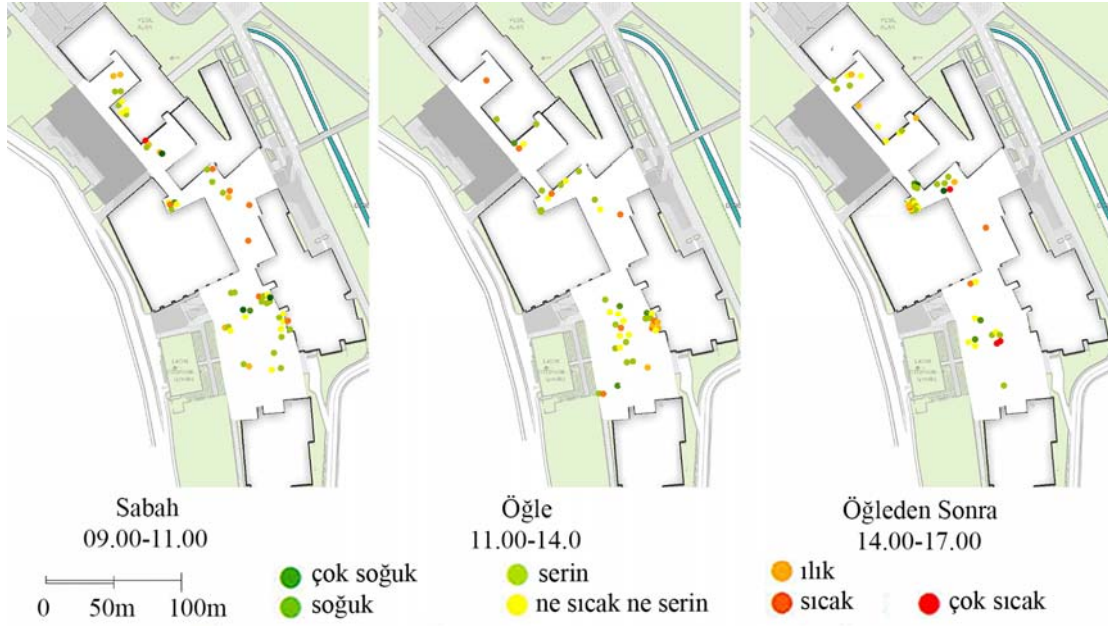 Sabah
09.00-11.00
Öğle
11.00-14.0
Öğleden Sonra
14.00-17.00
0 50m 100m
çok soğuk
soğuk
serin
ne sıcak ne serin
ılık
sıcak
çok sıcak